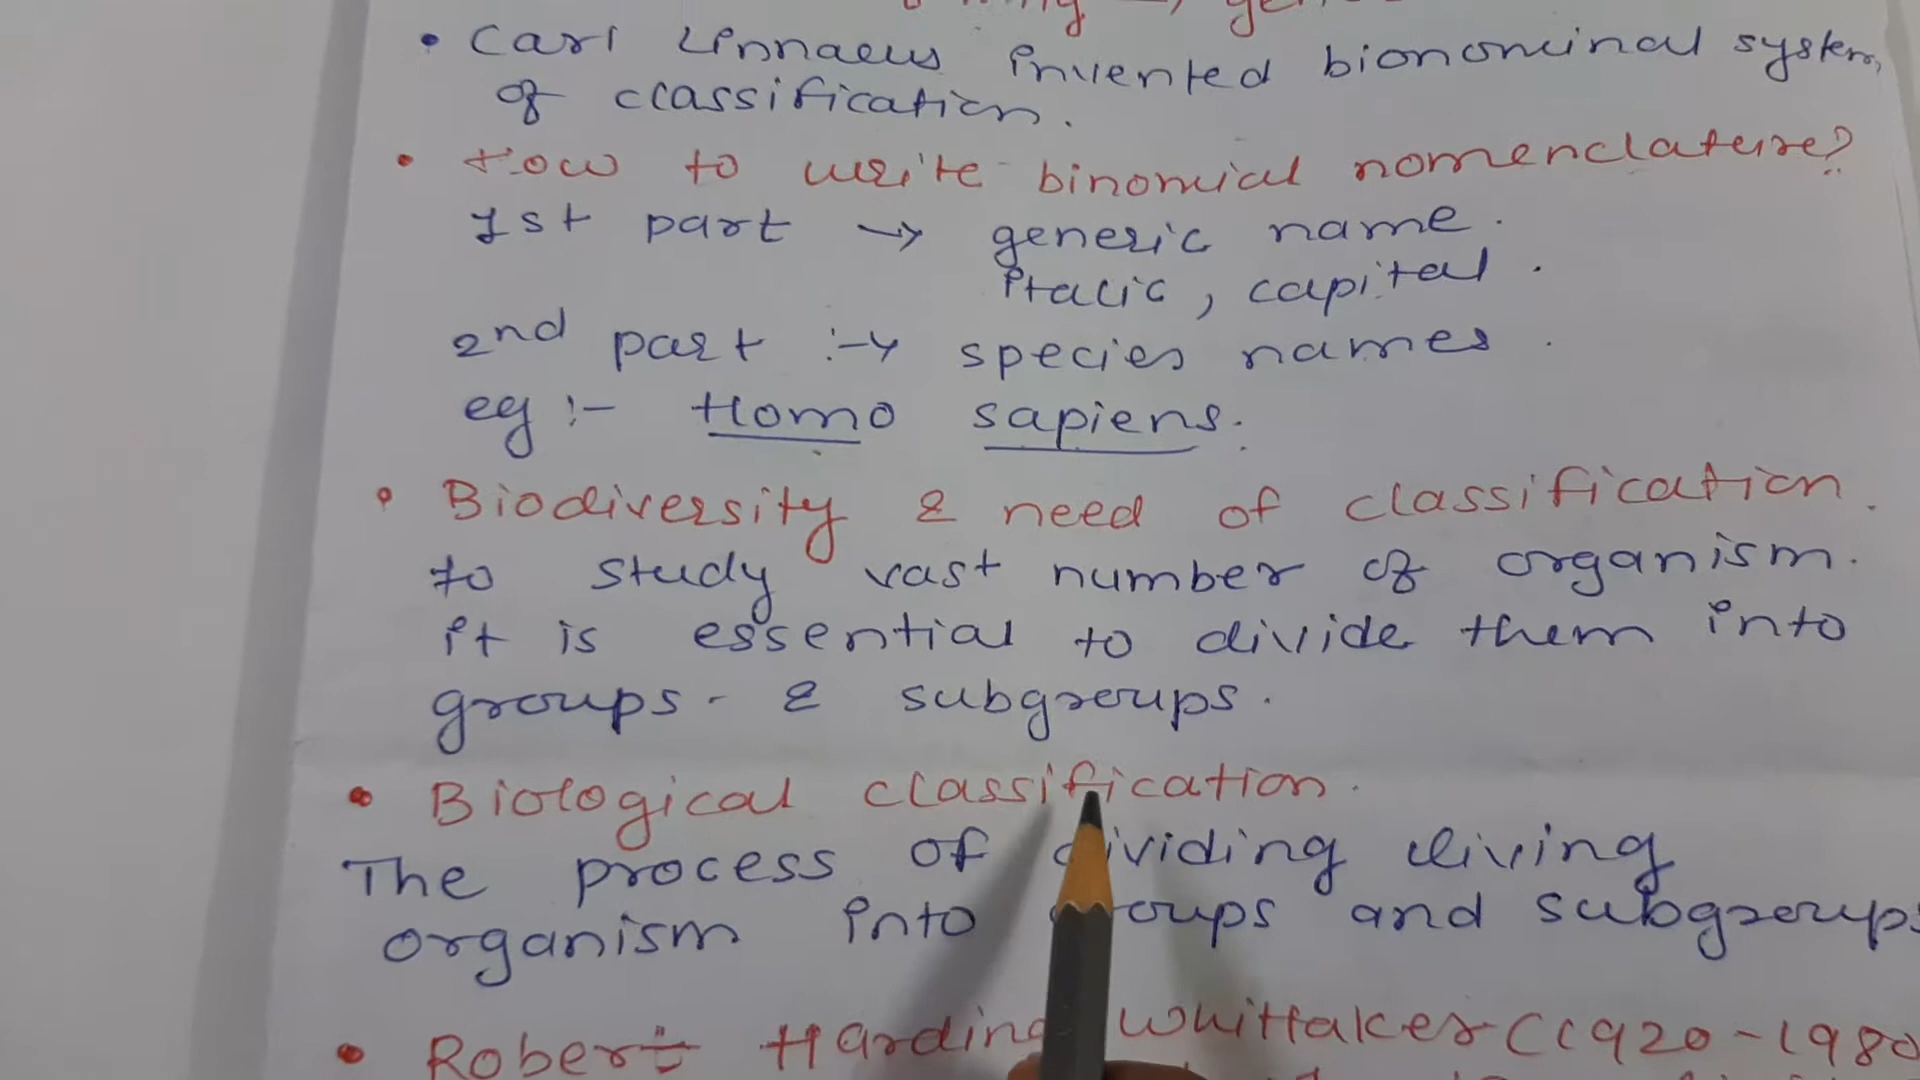 • Carl Linnaeus invented bionominal system
of classification.
• How to write binomial nomenclature?
1st part → generic name.
italic, capital.
2nd part :→ species names.
eg :- Homo sapiens.
• Biodiversity & need of classification.
to study vast number of organism.
it is essential to divide them into
groups & subgroups.
• Biological classification.
The process of dividing living
organism into groups and subgroups
• Robert Harding Whittaker (1920-1980